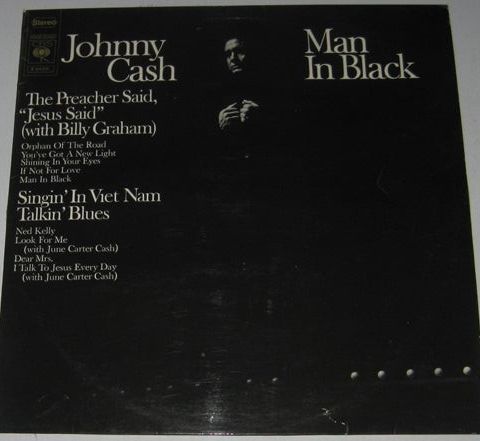 Stereo
CBS
Johnny
Cash
Man
In Black
The Preacher Said,
"Jesus Said"
(with Billy Graham)
Orphan Of The Road
You've Got A New Light
Shining In Your Eyes
If Not For Love
Man In Black
Singin' In Viet Nam
Talkin' Blues
Ned Kelly
Look For Me
(with June Carter Cash)
Dear Mrs.
I Talk To Jesus Every Day
(with June Carter Cash)